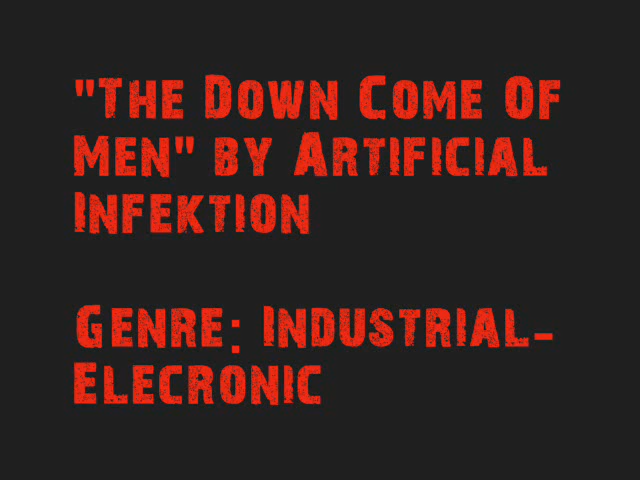 "The Down Come Of
Men" by Artificial
Infektion
Genre: Industrial-
Elecronic